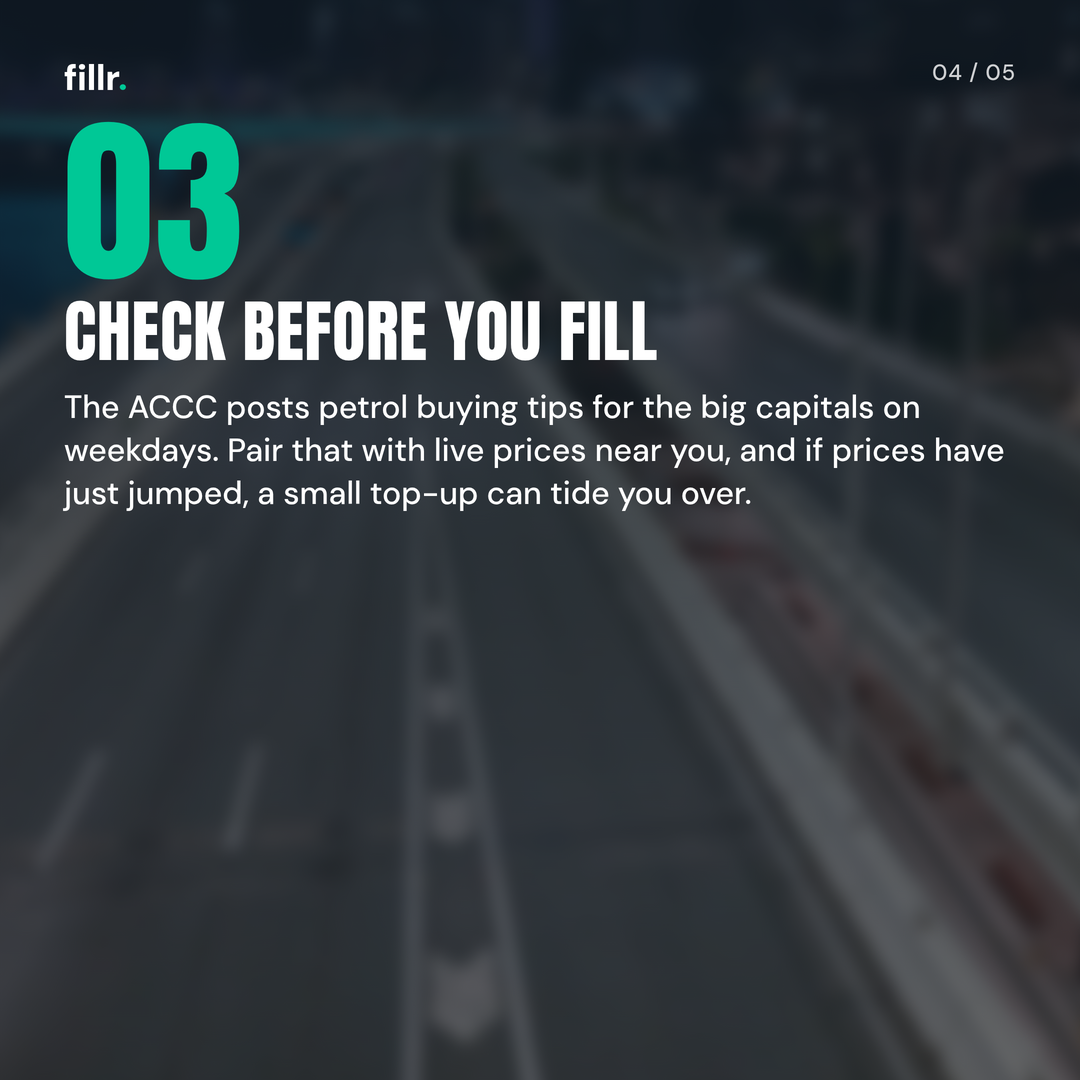 fillr.
04 / 05
03
CHECK BEFORE YOU FILL
The ACCC posts petrol buying tips for the big capitals on
weekdays. Pair that with live prices near you, and if prices have
just jumped, a small top-up can tide you over.